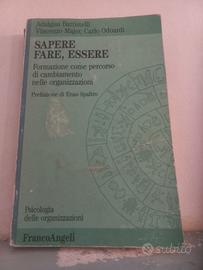 Adalgisa Battistelli
Vincenzo Majer, Carlo Odoardi
SAPERE
FARE, ESSERE
Formazione come percorso
di cambiamento
nelle organizzazioni
Prefazione di Enzo Spaltro
Psicologia
delle organizzazioni
FrancoAngeli
subito